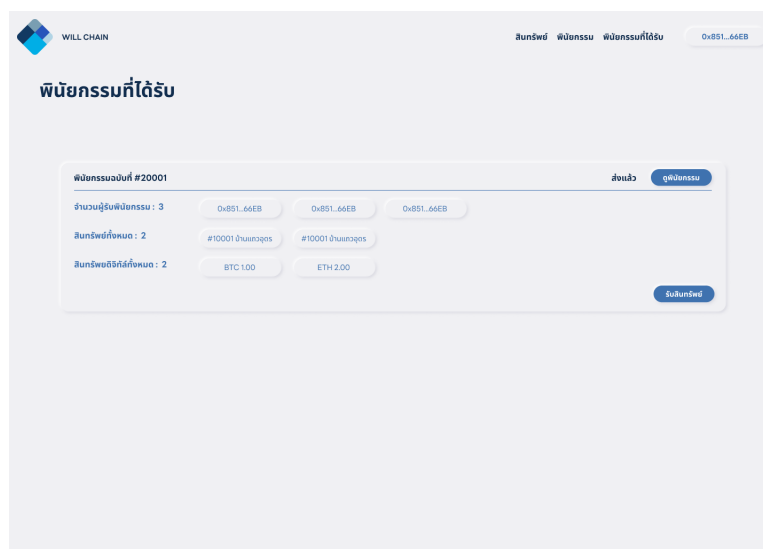 WILL CHAIN สินทรัพย์ พินัยกรรม พินัยกรรมที่ได้รับ 0x851...66EB
พินัยกรรมที่ได้รับ
พินัยกรรมฉบับที่ #20001 ส่งแล้ว ดูพินัยกรรม
จำนวนผู้รับพินัยกรรม : 3 0x851...66EB 0x851...66EB 0x851...66EB
สินทรัพย์ทั้งหมด : 2 #10001 บ้านแถวอุดร #10001 บ้านแถวอุดร
สินทรัพยดิจิทัลทั้งหมด : 2 BTC 1.00 ETH 2.00
รับสินทรัพย์